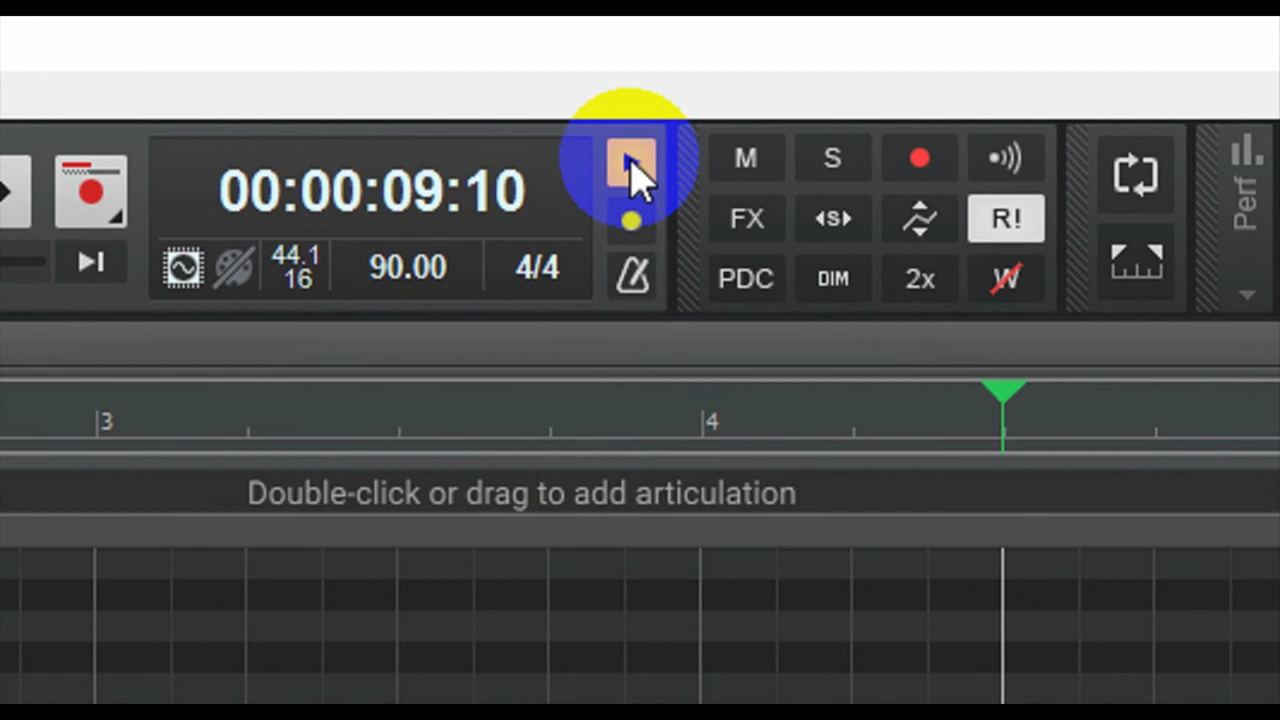 00:00:09:10
44.1
16
90.00
4/4
M
S
FX
S
R!
PDC
DIM
2x
W
Perf
3
4
Double-click or drag to add articulation